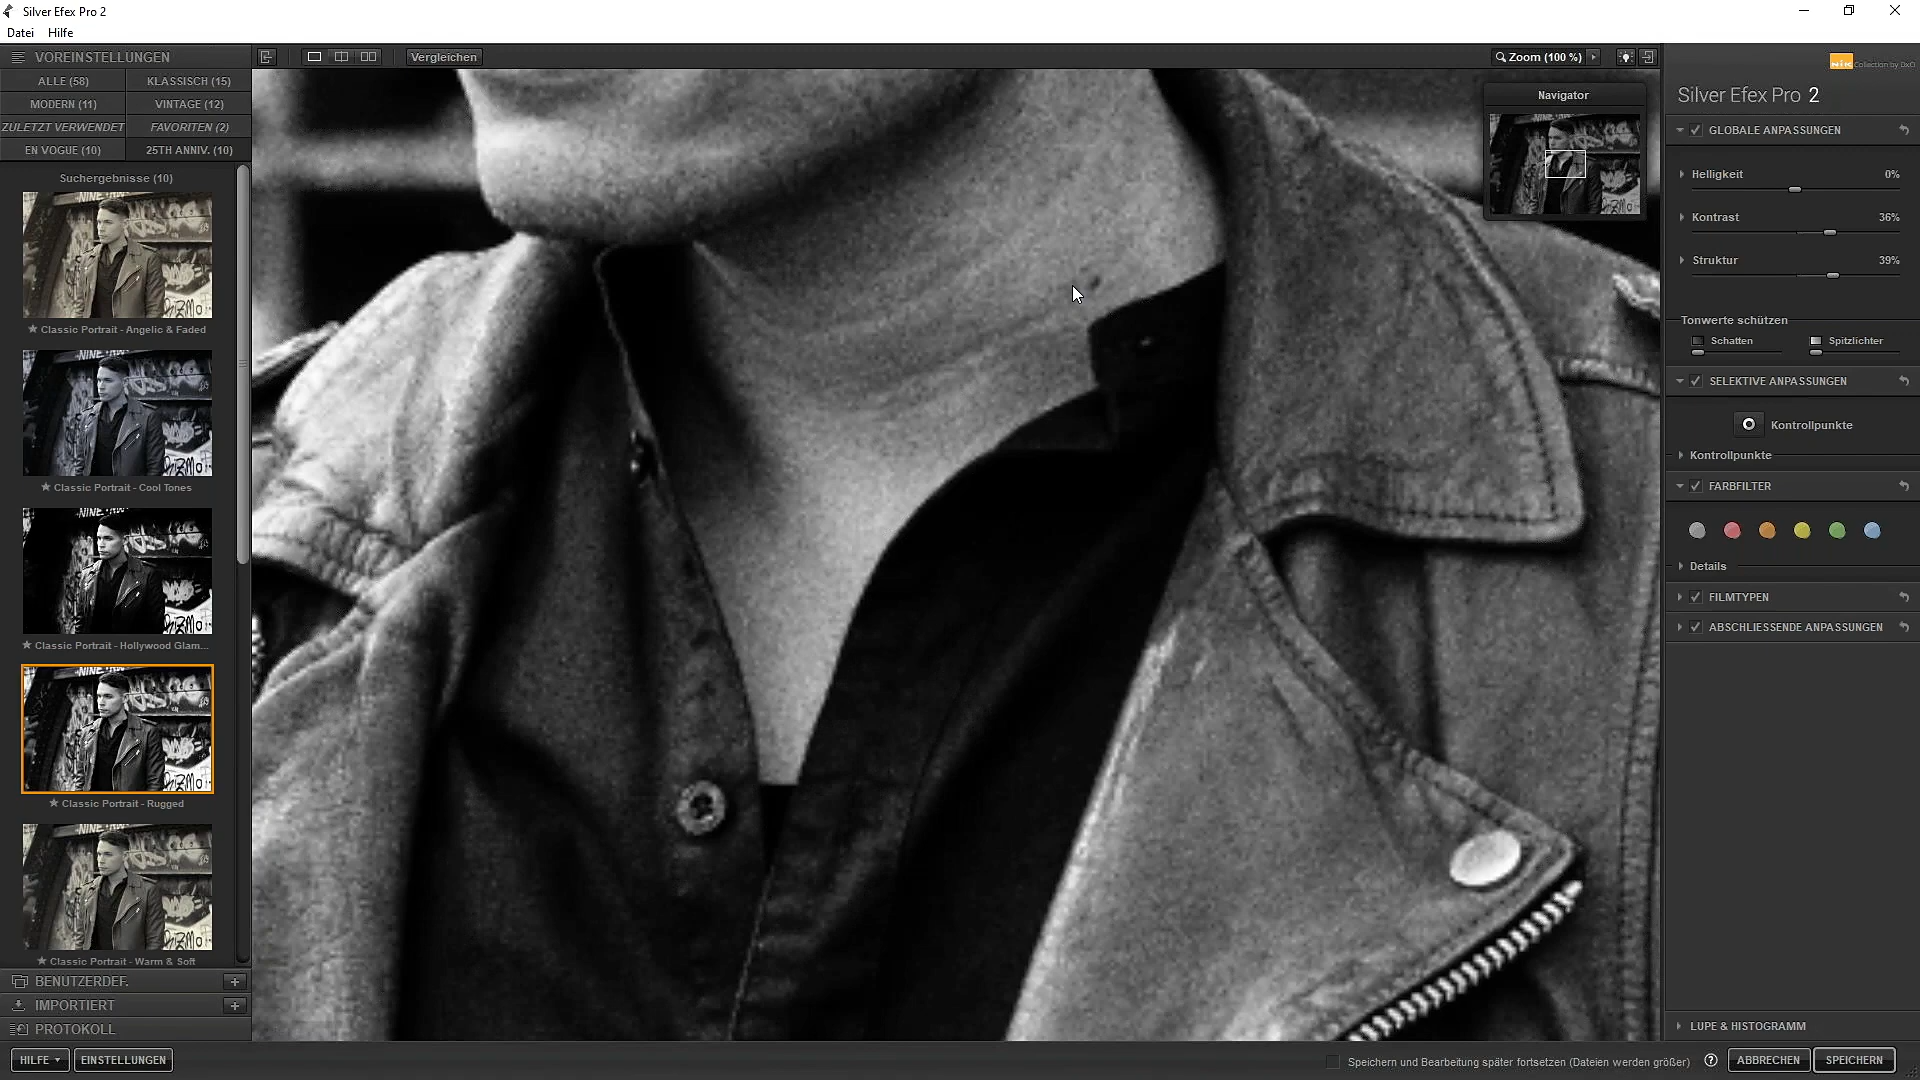 Silver Efex Pro 2
Datei Hilfe
VOREINSTELLUNGEN
Vergleichen
Zoom (100 %)
ALLE (58) KLASSISCH (15)
MODERN (11) VINTAGE (12)
ZULETZT VERWENDET FAVORITEN (2)
EN VOGUE (10) 25TH ANNIV. (10)
Suchergebnisse (10)
Classic Portrait - Angelic & Faded
Classic Portrait - Cool Tones
Classic Portrait - Hollywood Glam...
Classic Portrait - Rugged
Classic Portrait - Warm & Soft
BENUTZERDEF.
IMPORTIERT
PROTOKOLL
HILFE EINSTELLUNGEN
Navigator
Nik Collection by DxO
Silver Efex Pro 2
GLOBALE ANPASSUNGEN
Helligkeit 0%
Kontrast 36%
Struktur 39%
Tonwerte schützen
Schatten Spitzlichter
SELEKTIVE ANPASSUNGEN
Kontrollpunkte
Kontrollpunkte
FARBFILTER
Details
FILMTYPEN
ABSCHLIESSENDE ANPASSUNGEN
LUPE & HISTOGRAMM
Speichern und Bearbeitung später fortsetzen (Dateien werden größer) ? ABBRECHEN SPEICHERN